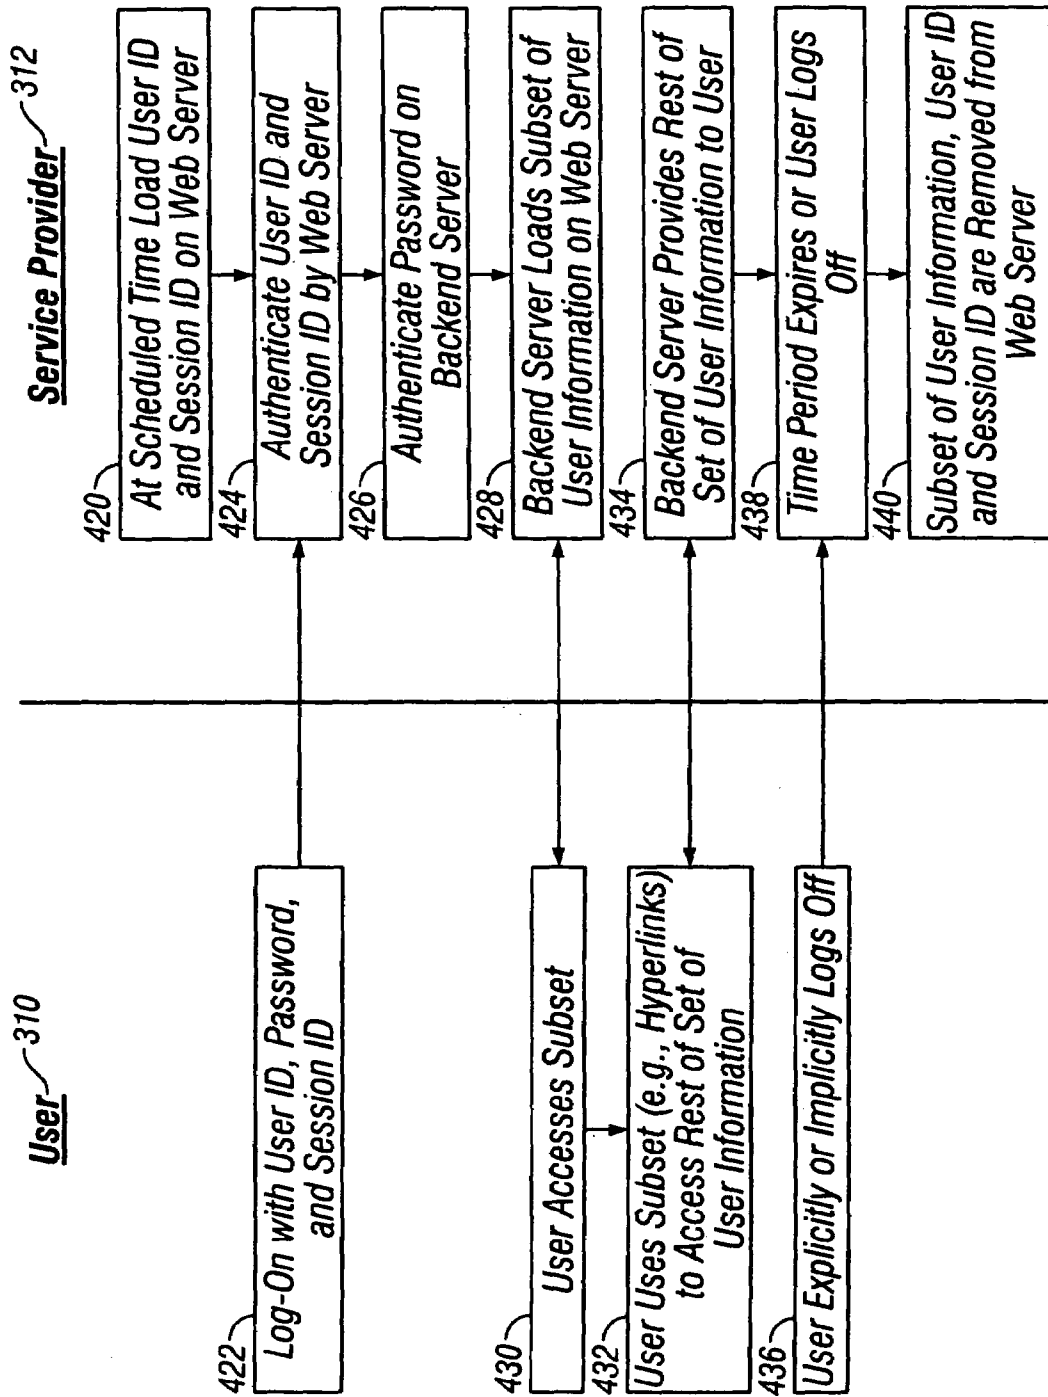 User 310
Service Provider 312
420
At Scheduled Time Load User ID
and Session ID on Web Server
422
Log-On with User ID, Password,
and Session ID
424
Authenticate User ID and
Session ID by Web Server
426
Authenticate Password on
Backend Server
428
Backend Server Loads Subset of
User Information on Web Server
430
User Accesses Subset
432
User Uses Subset (e.g., Hyperlinks)
to Access Rest of Set of
User Information
434
Backend Server Provides Rest of
Set of User Information to User
436
User Explicitly or Implicitly Logs Off
438
Time Period Expires or User Logs
Off
440
Subset of User Information, User ID
and Session ID are Removed from
Web Server